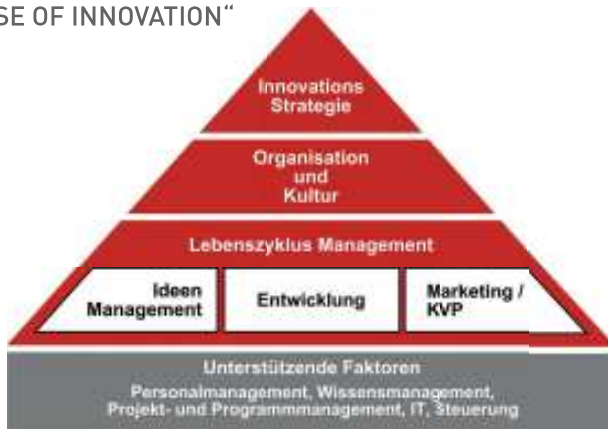 SE OF INNOVATION“
Innovations
Strategie
Organisation
und
Kultur
Lebenszyklus Management
Ideen
Management
Entwicklung
Marketing /
KVP
Unterstützende Faktoren
Personalmanagement, Wissensmanagement,
Projekt- und Programmmanagement, IT, Steuerung